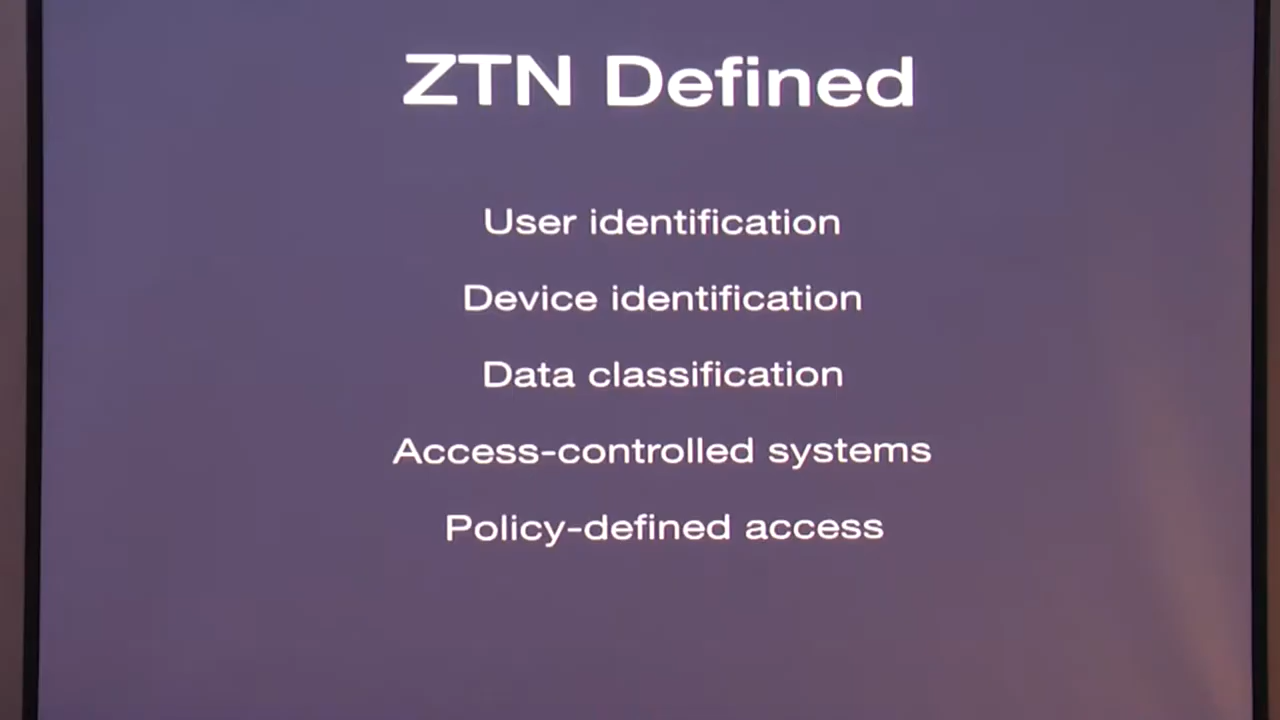 ZTN Defined
User identification
Device identification
Data classification
Access-controlled systems
Policy-defined access